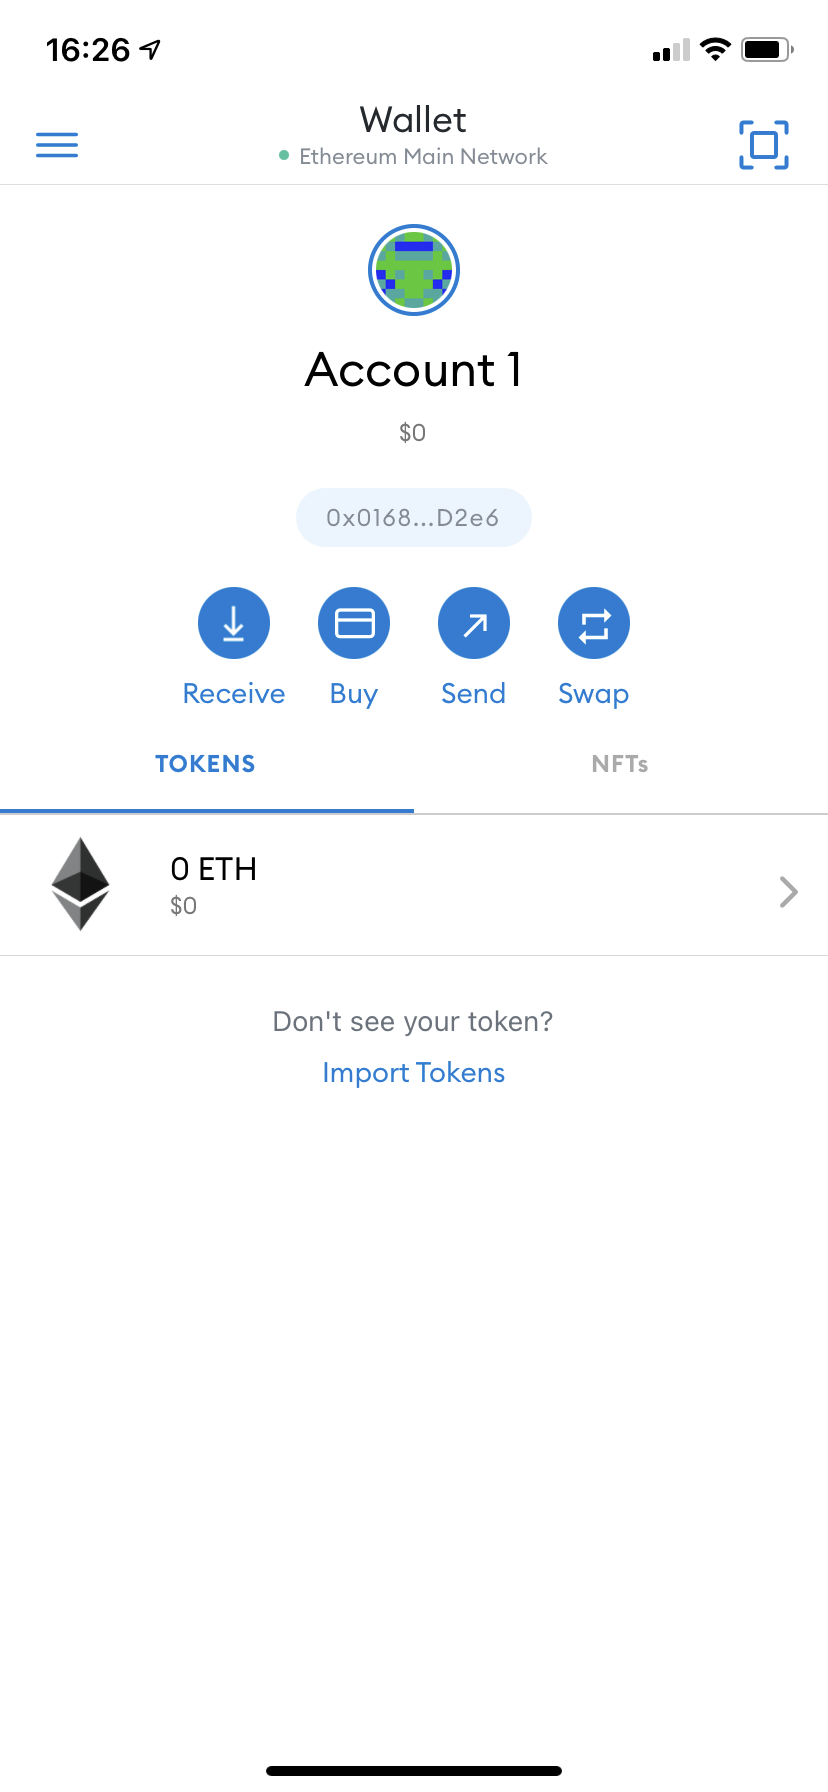 16:26
Wallet
Ethereum Main Network
Account 1
$0
0x0168...D2e6
Receive Buy Send Swap
TOKENS NFTs
0 ETH
$0
Don't see your token?
Import Tokens